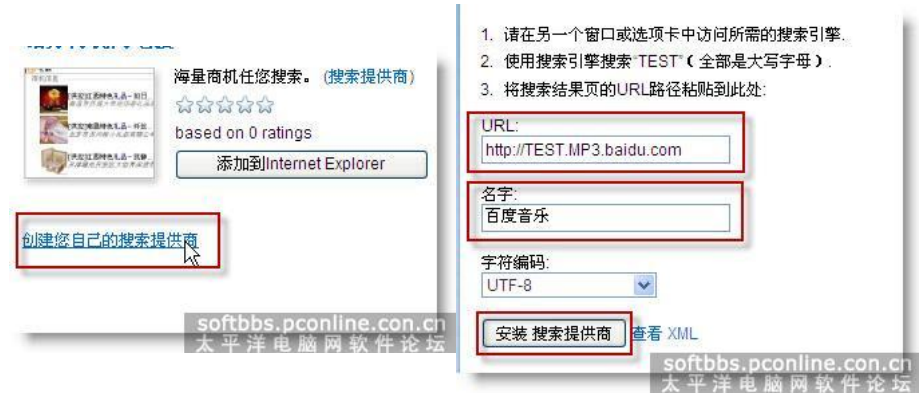 海量商机任您搜索。 (搜索提供商)
based on 0 ratings
添加到Internet Explorer
创建您自己的搜索提供商
softbbs.pconline.con.cn
太平洋电脑网软件论坛
1. 请在另一个窗口或选项卡中访问所需的搜索引擎.
2. 使用搜索引擎搜索"TEST"(全部是大写字母).
3. 将搜索结果页的URL路径粘贴到此处:
URL:
http://TEST.MP3.baidu.com
名字:
百度音乐
字符编码:
UTF-8
安装 搜索提供商
查看 XML
softbbs.pconline.con.cn
太平洋电脑网软件论坛